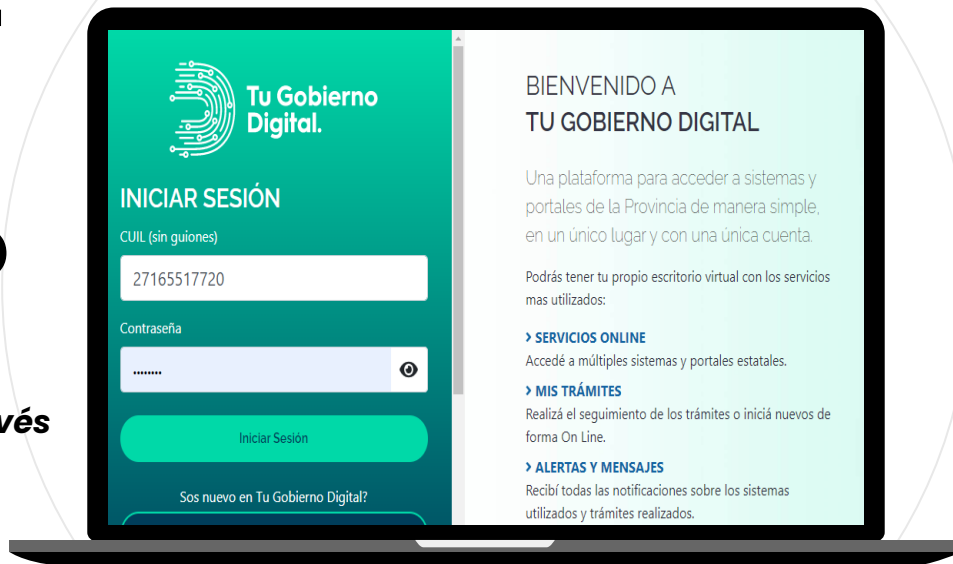 Tu Gobierno
Digital.
INICIAR SESIÓN
CUIL (sin guiones)
27165517720
Contraseña
........
Iniciar Sesión
Sos nuevo en Tu Gobierno Digital?
BIENVENIDO A
TU GOBIERNO DIGITAL
Una plataforma para acceder a sistemas y
portales de la Provincia de manera simple,
en un único lugar y con una única cuenta.
Podrás tener tu propio escritorio virtual con los servicios
mas utilizados:
> SERVICIOS ONLINE
Accedé a múltiples sistemas y portales estatales.
> MIS TRÁMITES
Realizá el seguimiento de los trámites o iniciá nuevos de
forma On Line.
> ALERTAS Y MENSAJES
Recibí todas las notificaciones sobre los sistemas
utilizados y trámites realizados.
vés